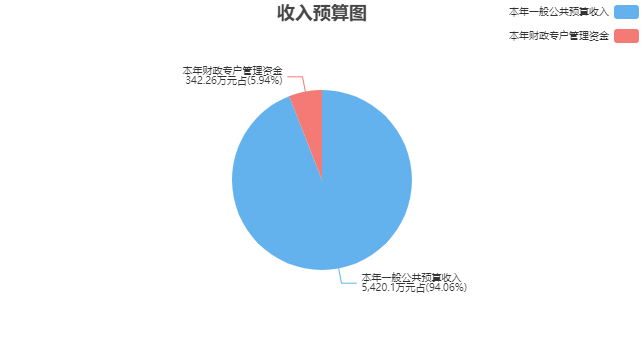 收入预算图
本年一般公共预算收入
本年财政专户管理资金
本年财政专户管理资金
342.26万元占(5.94%)
本年一般公共预算收入
5,420.1万元占(94.06%)